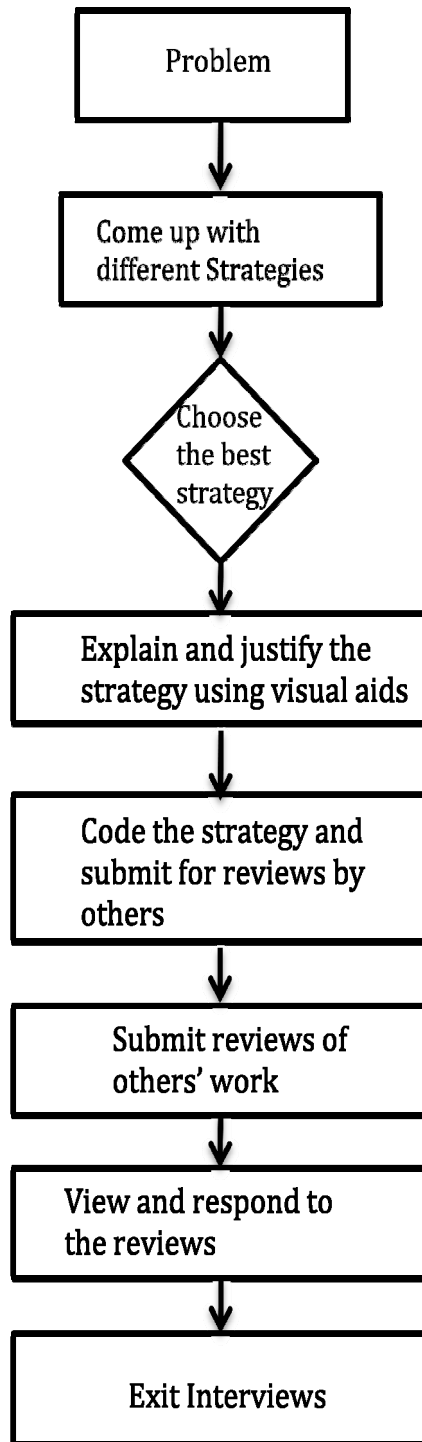 Problem
Come up with
different Strategies
Choose
the best
strategy
Explain and justify the
strategy using visual aids
Code the strategy and
submit for reviews by
others
Submit reviews of
others’ work
View and respond to
the reviews
Exit Interviews